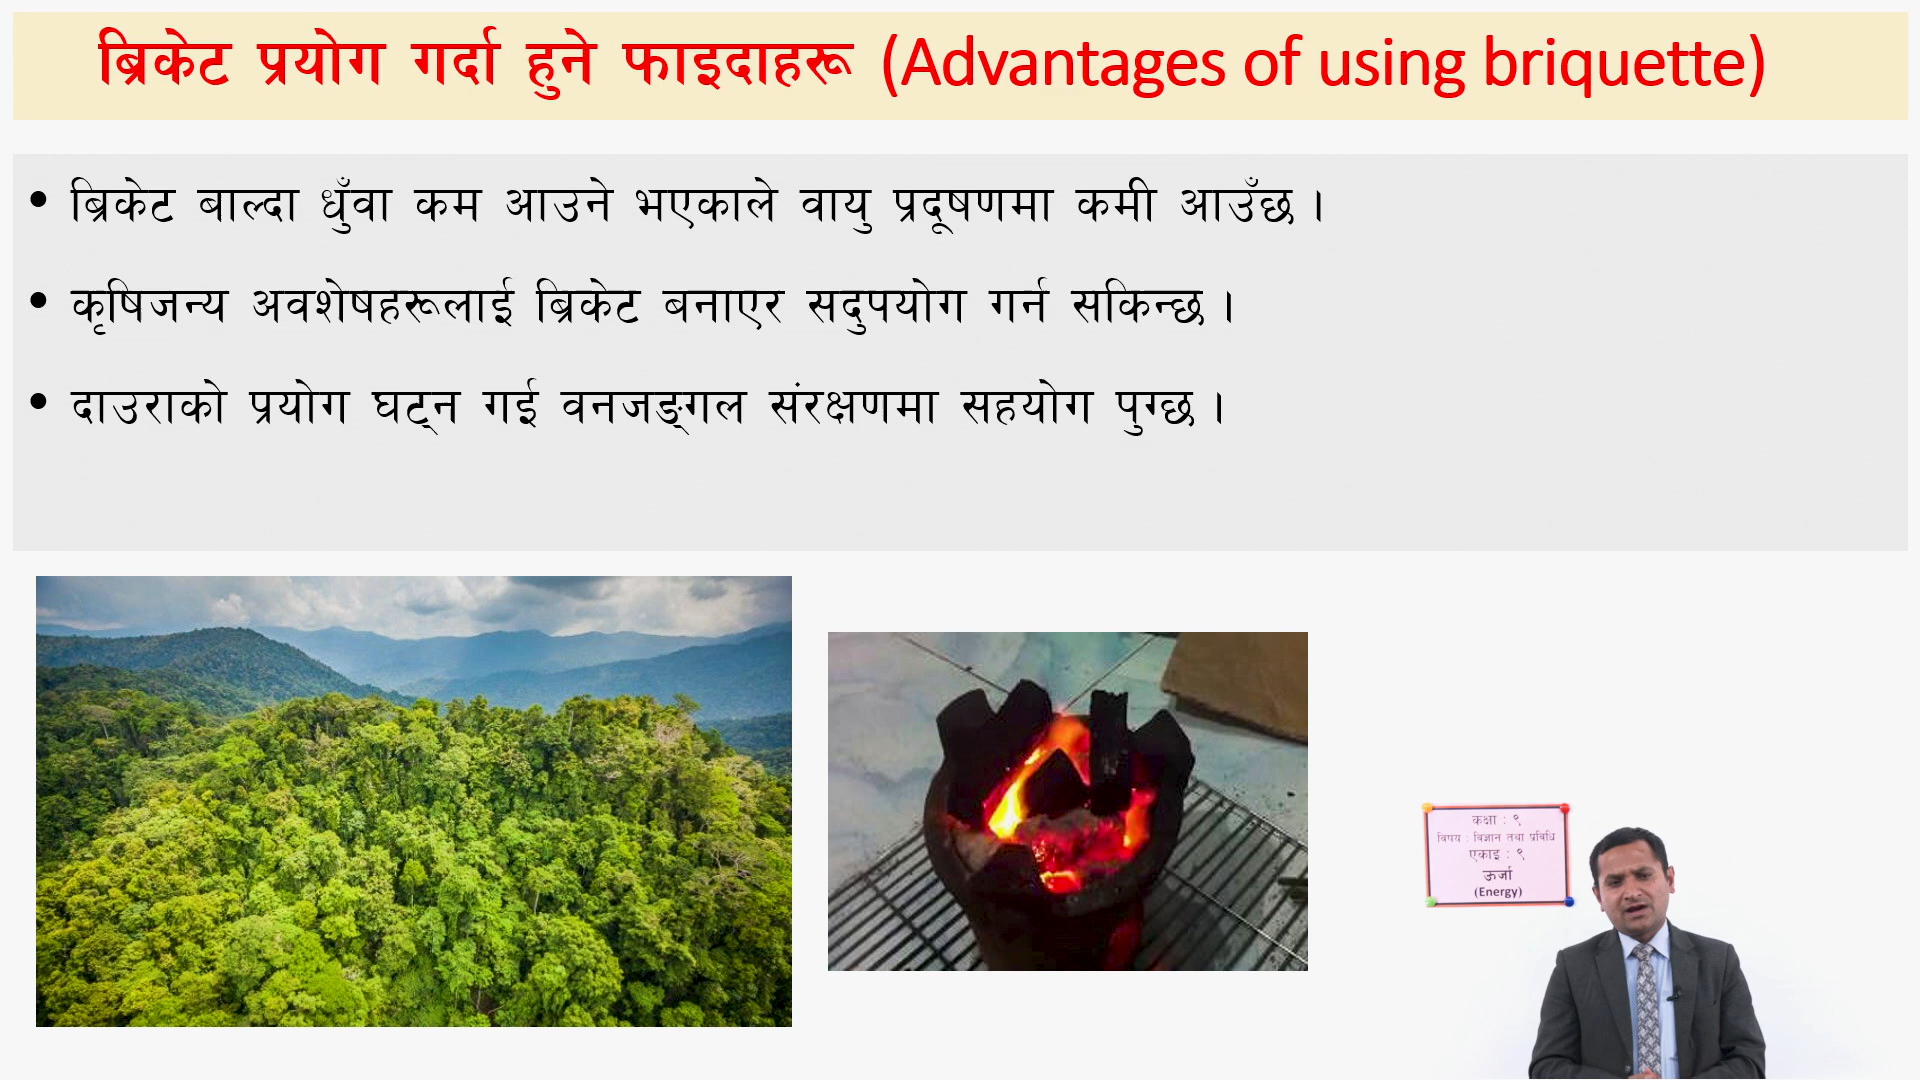 ब्रिकेट प्रयोग गर्दा हुने फाइदाहरू (Advantages of using briquette)
• ब्रिकेट बाल्दा धुँवा कम आउने भएकाले वायु प्रदूषणमा कमी आउँछ ।
• कृषिजन्य अवशेषहरूलाई ब्रिकेट बनाएर सदुपयोग गर्न सकिन्छ ।
• दाउराको प्रयोग घट्न गई वनजङ्गल संरक्षणमा सहयोग पुग्छ ।
कक्षा : ९
विषय : विज्ञान तथा प्रविधि
एकाइ : ९
ऊर्जा
(Energy)